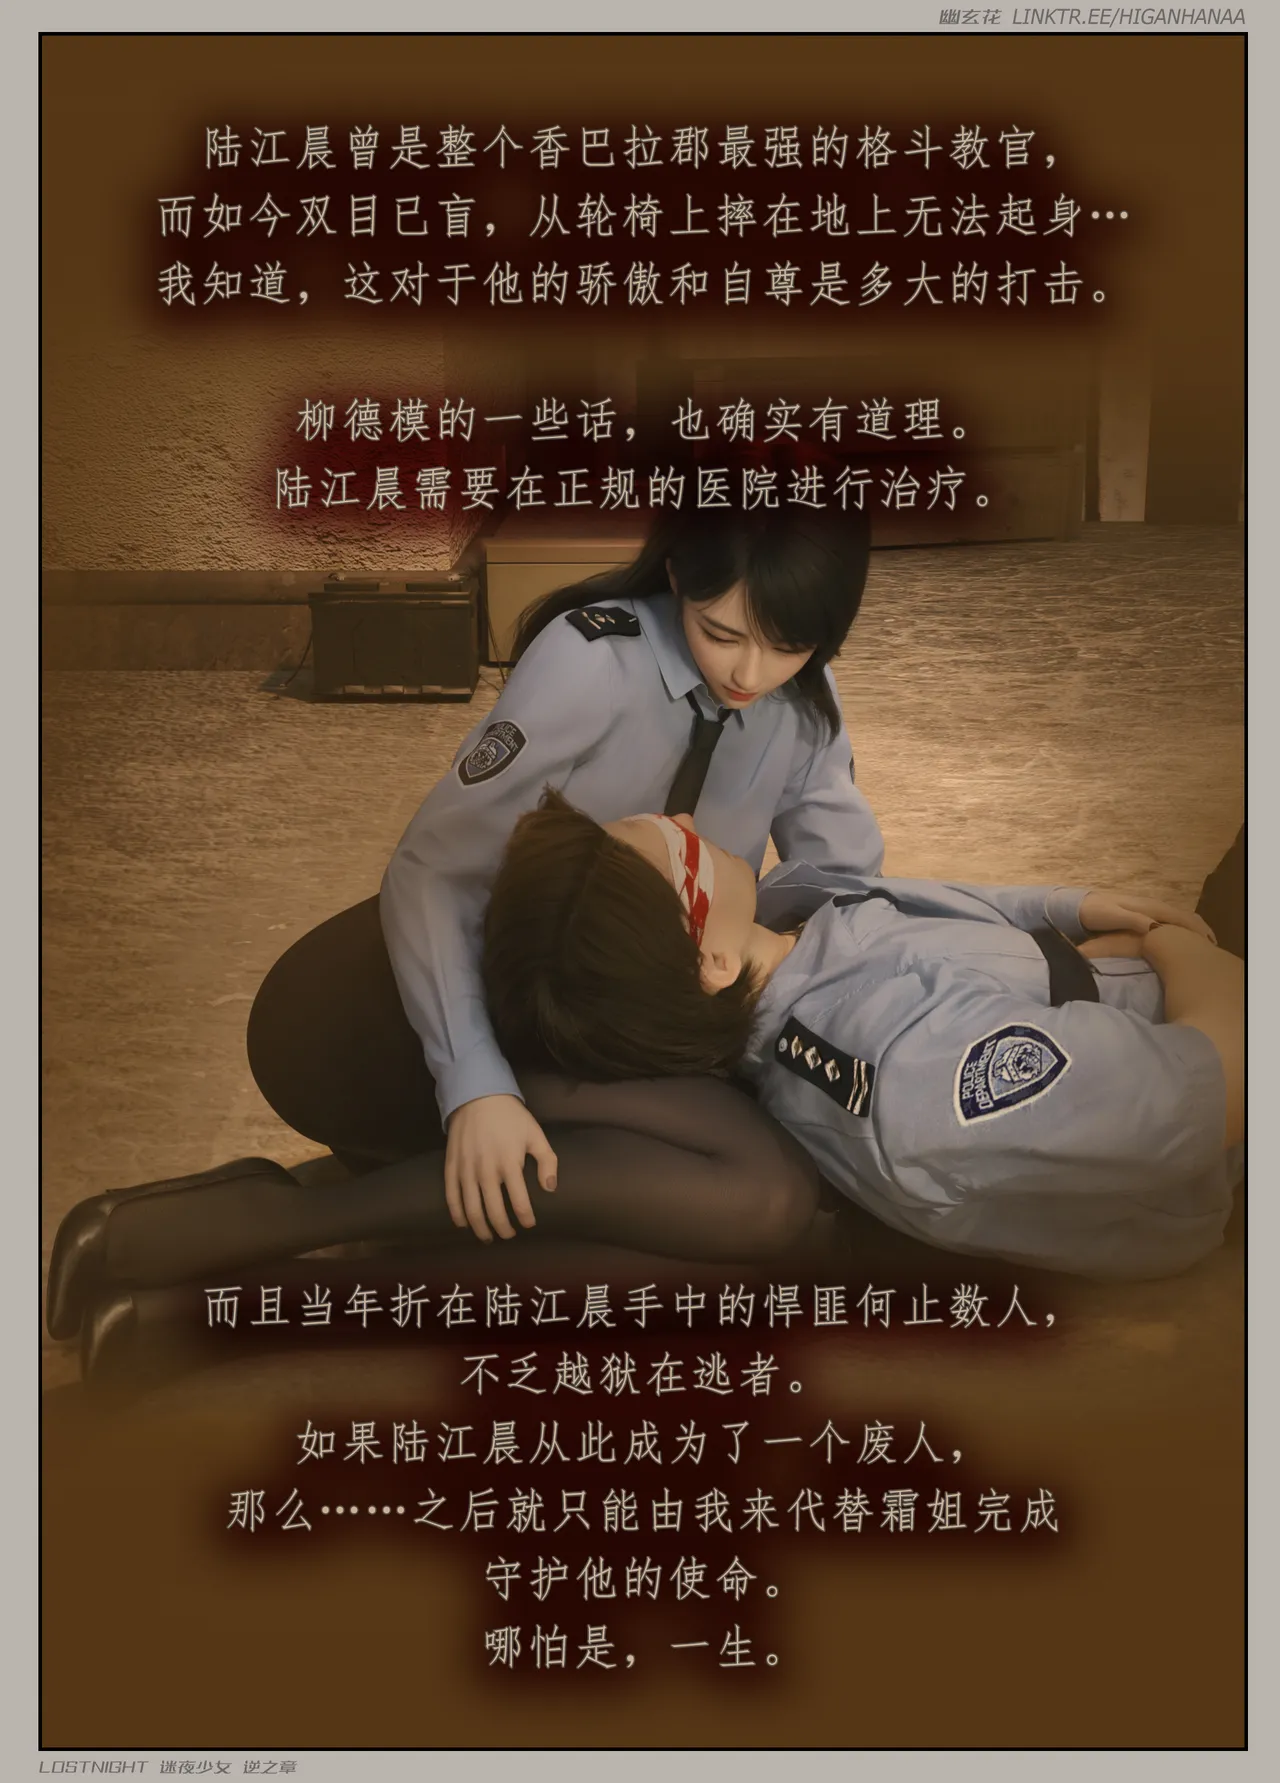 幽玄花 LINKTR.EE/HIGANHANAA
陆江晨曾是整个香巴拉郡最强的格斗教官，
而如今双目已盲，从轮椅上摔在地上无法起身…
我知道，这对于他的骄傲和自尊是多大的打击。
柳德模的一些话，也确实有道理。
陆江晨需要在正规的医院进行治疗。
POLICE
DEPARTMENT
POLICE
DEPARTMENT
而且当年折在陆江晨手中的悍匪何止数人，
不乏越狱在逃者。
如果陆江晨从此成为了一个废人，
那么……之后就只能由我来代替霜姐完成
守护他的使命。
哪怕是，一生。
LOSTNIGHT 迷夜少女 逆之章